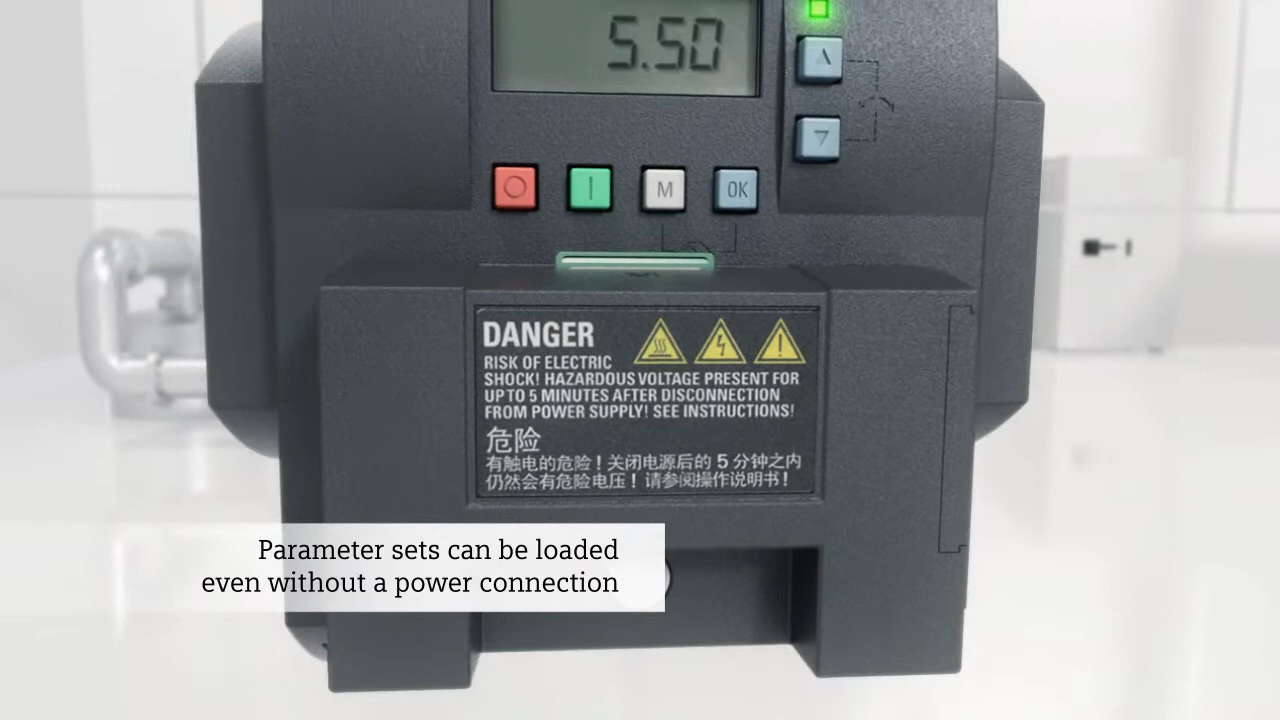 5.50
M
OK
DANGER
RISK OF ELECTRIC
SHOCK! HAZARDOUS VOLTAGE PRESENT FOR
UP TO 5 MINUTES AFTER DISCONNECTION
FROM POWER SUPPLY! SEE INSTRUCTIONS!
危险
有触电的危险！关闭电源后的 5 分钟之内
仍然会有危险电压！请参阅操作说明书！
Parameter sets can be loaded
even without a power connection